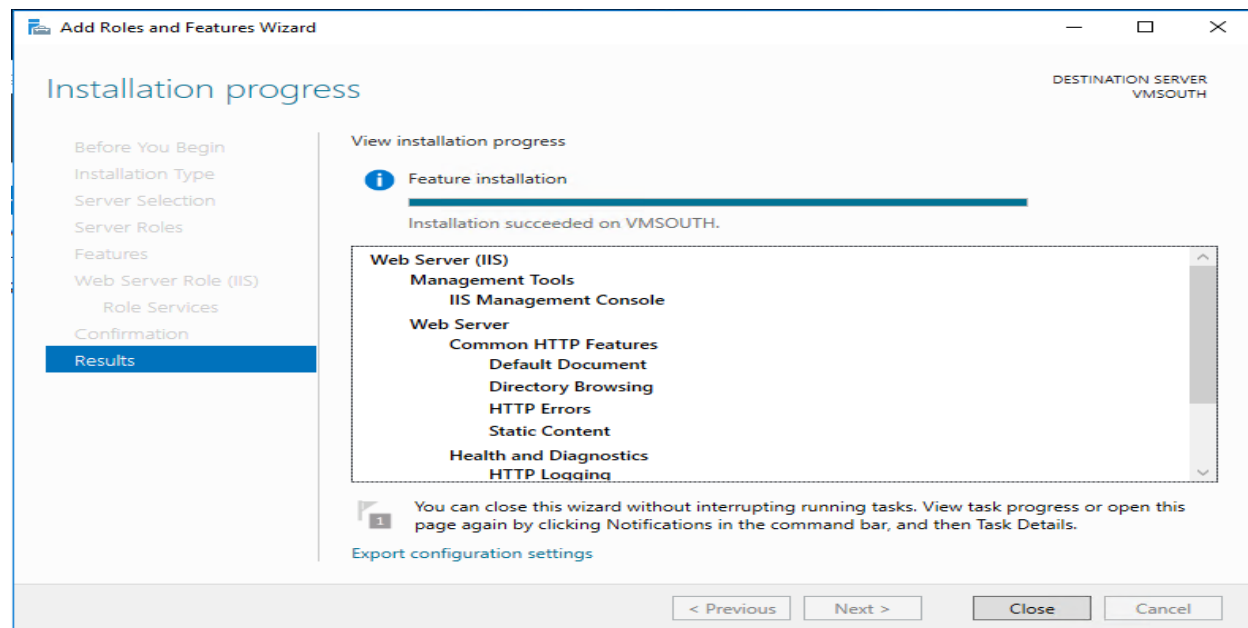 Add Roles and Features Wizard
Installation progress
DESTINATION SERVER
VMSOUTH
Before You Begin
Installation Type
Server Selection
Server Roles
Features
Web Server Role (IIS)
Role Services
Confirmation
Results
View installation progress
Feature installation
Installation succeeded on VMSOUTH.
Web Server (IIS)
Management Tools
IIS Management Console
Web Server
Common HTTP Features
Default Document
Directory Browsing
HTTP Errors
Static Content
Health and Diagnostics
HTTP Logging
1
You can close this wizard without interrupting running tasks. View task progress or open this
page again by clicking Notifications in the command bar, and then Task Details.
Export configuration settings
< Previous
Next >
Close
Cancel